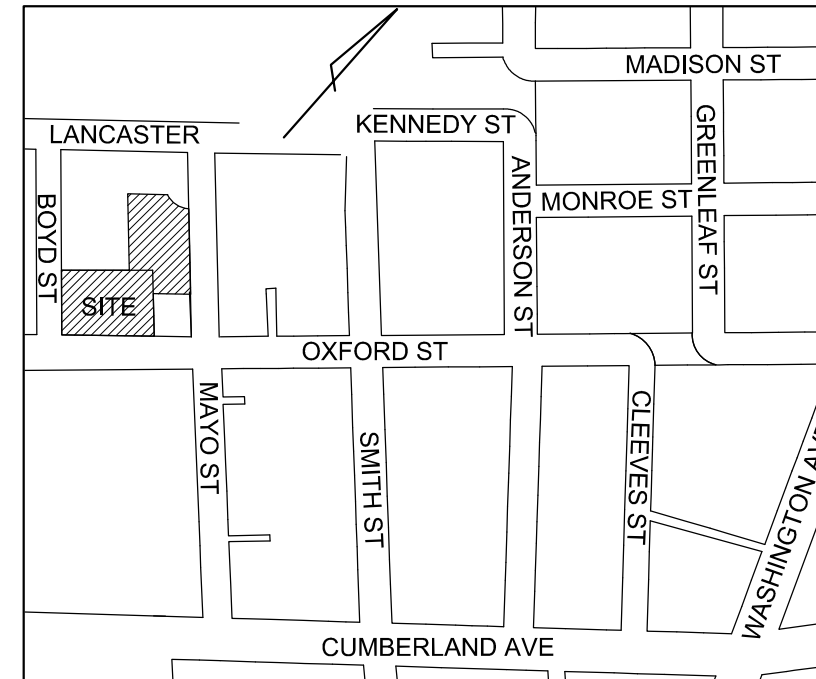 MADISON ST
LANCASTER
KENNEDY ST
GREENLEAF ST
ANDERSON ST
MONROE ST
BOYD ST
SITE
OXFORD ST
MAYO ST
SMITH ST
CLEEVES ST
WASHINGTON AVE
CUMBERLAND AVE